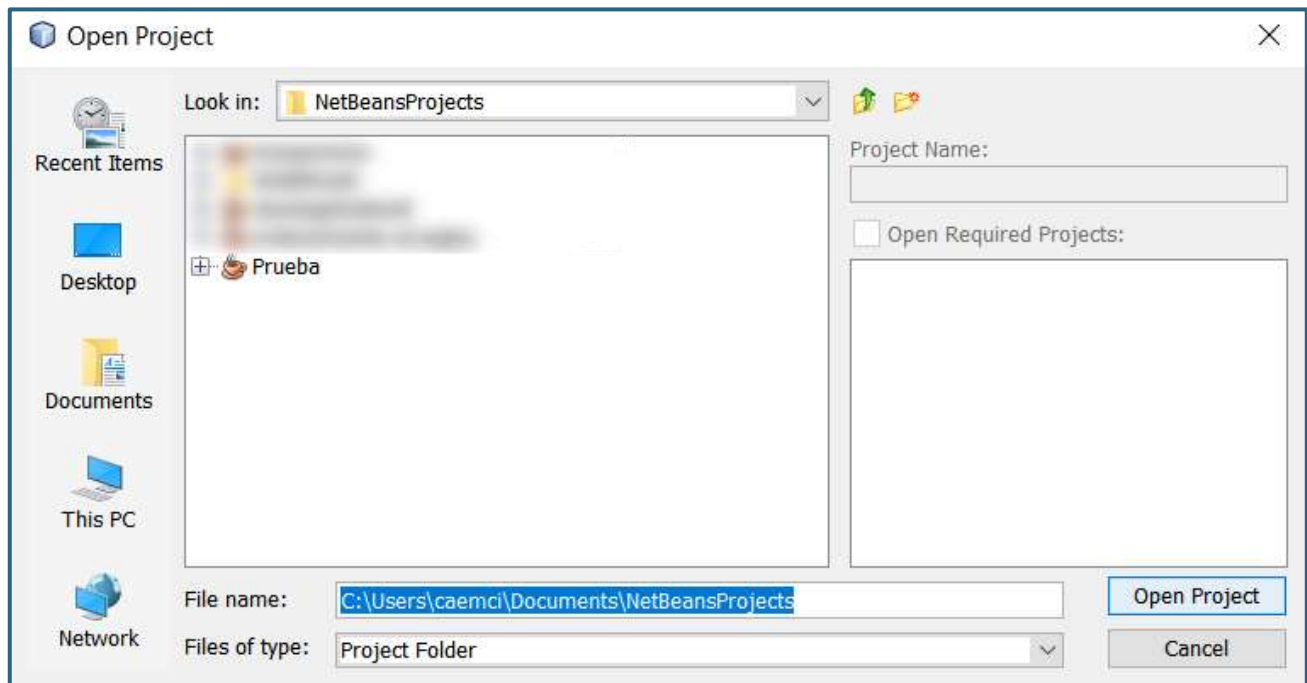 Open Project
Look in: NetBeansProjects
Recent Items
Desktop
Documents
This PC
Network
Prueba
Project Name:
Open Required Projects:
File name: C:\Users\caemci\Documents\NetBeansProjects
Open Project
Files of type: Project Folder
Cancel